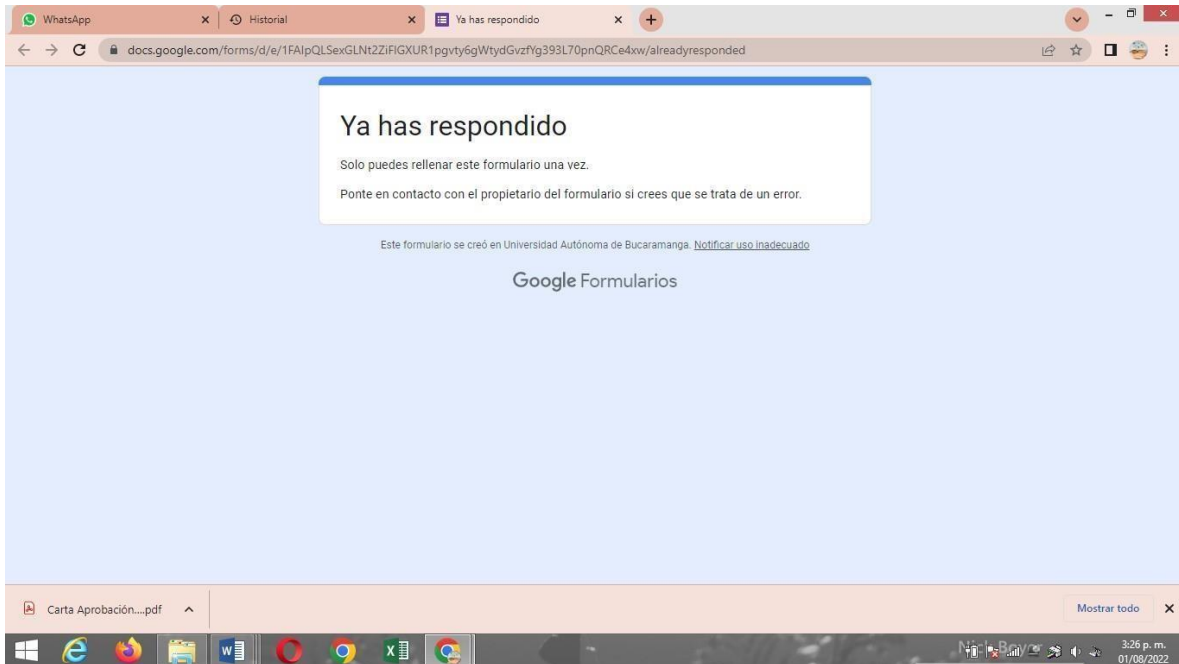 WhatsApp
Historial
Ya has respondido
docs.google.com/forms/d/e/1FAIpQLSexGLNt2ZiFlGXUR1pgvty6gWtydGvzfYg393L70pnQRCe4xw/alreadyresponded
Ya has respondido
Solo puedes rellenar este formulario una vez.
Ponte en contacto con el propietario del formulario si crees que se trata de un error.
Este formulario se creó en Universidad Autónoma de Bucaramanga. Notificar uso inadecuado
Google Formularios
Carta Aprobación....pdf
Mostrar todo
3:26 p. m.
01/08/2022